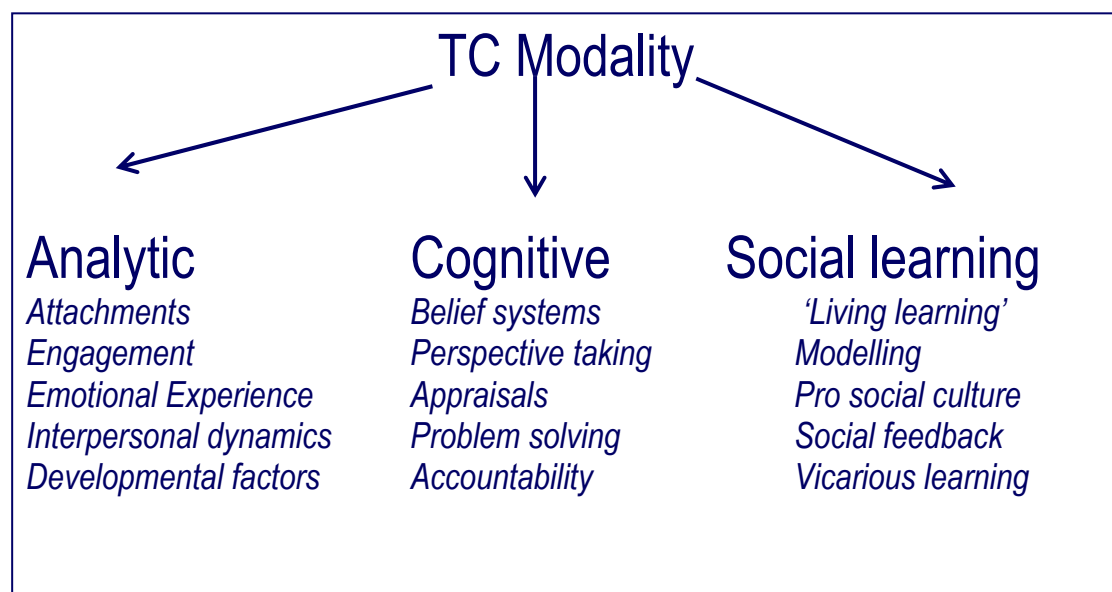 TC Modality
Analytic
Attachments
Engagement
Emotional Experience
Interpersonal dynamics
Developmental factors
Cognitive
Belief systems
Perspective taking
Appraisals
Problem solving
Accountability
Social learning
‘Living learning’
Modelling
Pro social culture
Social feedback
Vicarious learning